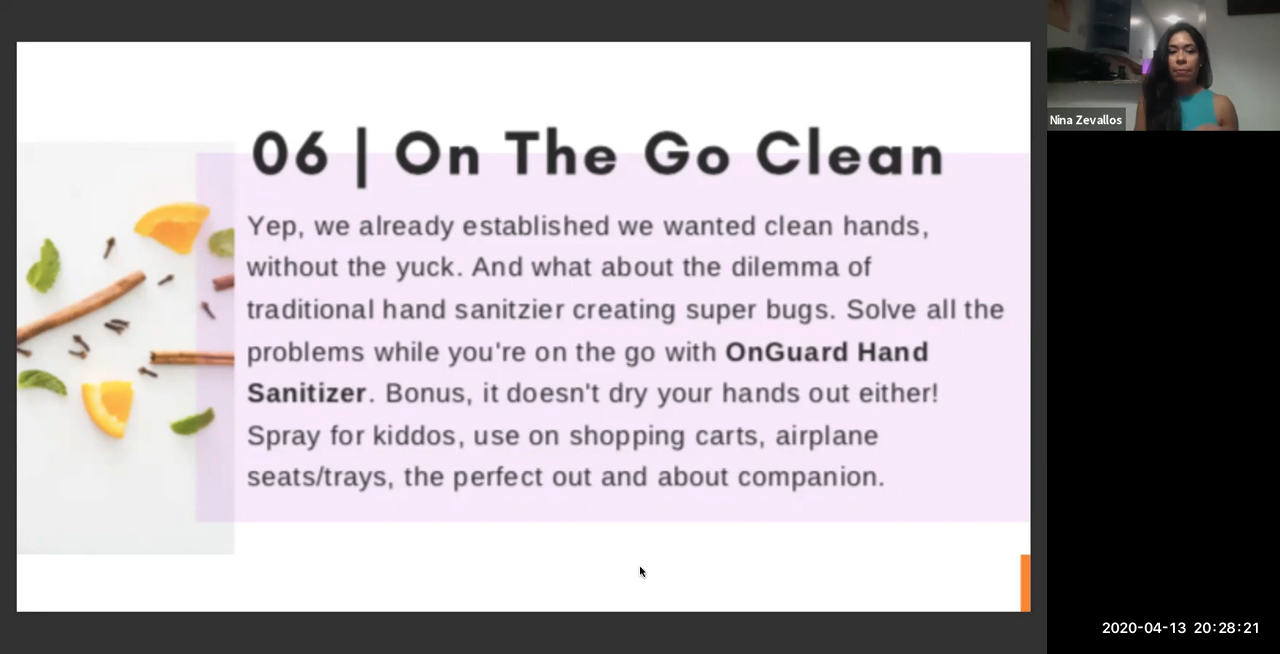 06 | On The Go Clean
Yep, we already established we wanted clean hands,
without the yuck. And what about the dilemma of
traditional hand sanitzier creating super bugs. Solve all the
problems while you're on the go with OnGuard Hand
Sanitizer. Bonus, it doesn't dry your hands out either!
Spray for kiddos, use on shopping carts, airplane
seats/trays, the perfect out and about companion.
Nina Zevallos
2020-04-13 20:28:21